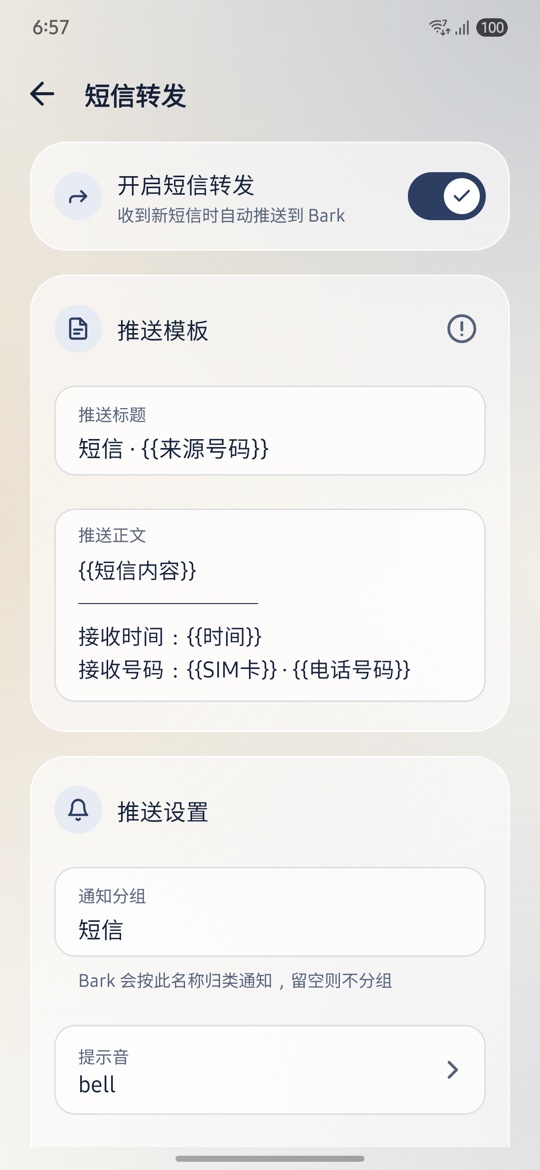 6:57
7
100
短信转发
开启短信转发
收到新短信时自动推送到 Bark
推送模板
推送标题
短信 · {{来源号码}}
推送正文
{{短信内容}}
————————
接收时间：{{时间}}
接收号码：{{SIM卡}} · {{电话号码}}
推送设置
通知分组
短信
Bark 会按此名称归类通知，留空则不分组
提示音
bell